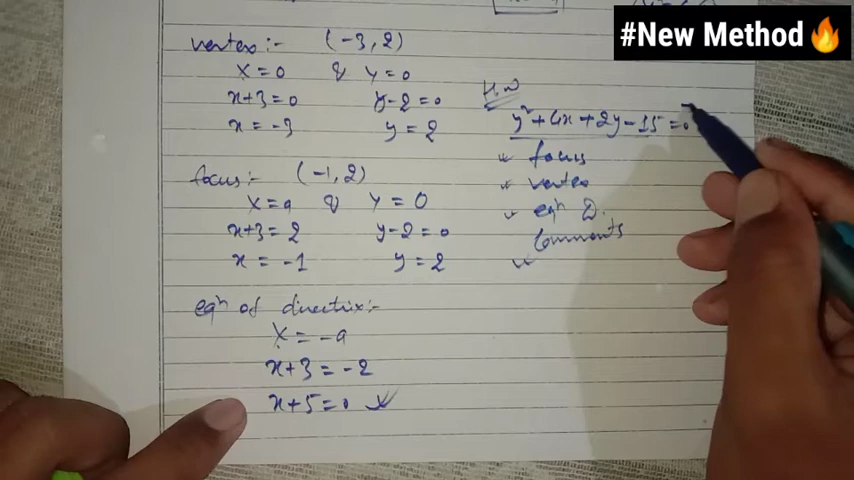 #New Method🔥
vertex :- (-3, 2)
X = 0 & Y = 0
x+3 = 0 y-2 = 0
x = -3 y = 2
focus :- (-1, 2)
X = a & Y = 0
x+3 = 2 y-2 = 0
x = -1 y = 2
eqⁿ of directrix :-
X = -a
x+3 = -2
x+5 = 0
H.W
y² + 4x + 2y - 15 = 0
focus
vertex
eqⁿ D.
Comments